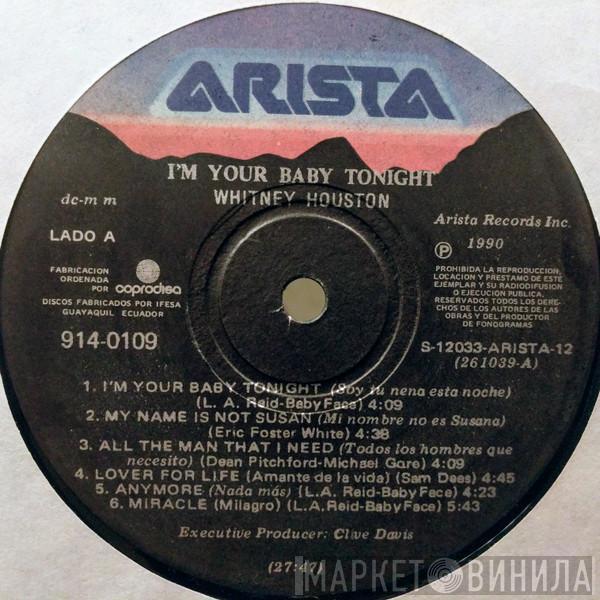 ARISTA
I'M YOUR BABY TONIGHT
WHITNEY HOUSTON
dc-m m
LADO A
FABRICACION
ORDENADA
POR coprodisa
DISCOS FABRICADOS POR IFESA
GUAYAQUIL ECUADOR
914-0109
Arista Records Inc.
Ⓟ 1990
PROHIBIDA LA REPRODUCCION,
LOCACION Y PRESTAMO DE ESTE
EJEMPLAR Y SU RADIODIFUSION
O EJECUCION PUBLICA,
RESERVADOS TODOS LOS DERE-
CHOS DE LOS AUTORES DE LAS
OBRAS Y DEL PRODUCTOR
DE FONOGRAMAS
S-12033-ARISTA-12
(261039-A)
1. I'M YOUR BABY TONIGHT (Soy tu nena esta noche)
(L. A. Reid-Baby Face) 4:09
2. MY NAME IS NOT SUSAN (Mi nombre no es Susana)
(Eric Foster White) 4:38
3. ALL THE MAN THAT I NEED (Todos los hombres que
necesito) (Dean Pitchford-Michael Gore) 4:09
4. LOVER FOR LIFE (Amante de la vida) (Sam Dees) 4:45
5. ANYMORE (Nada más) (L.A. Reid-Baby Face) 4:23
6. MIRACLE (Milagro) (L.A. Reid-Baby Face) 5:43
Executive Producer: Clive Davis
(27:47)
МАРКЕТ ВИНИЛА